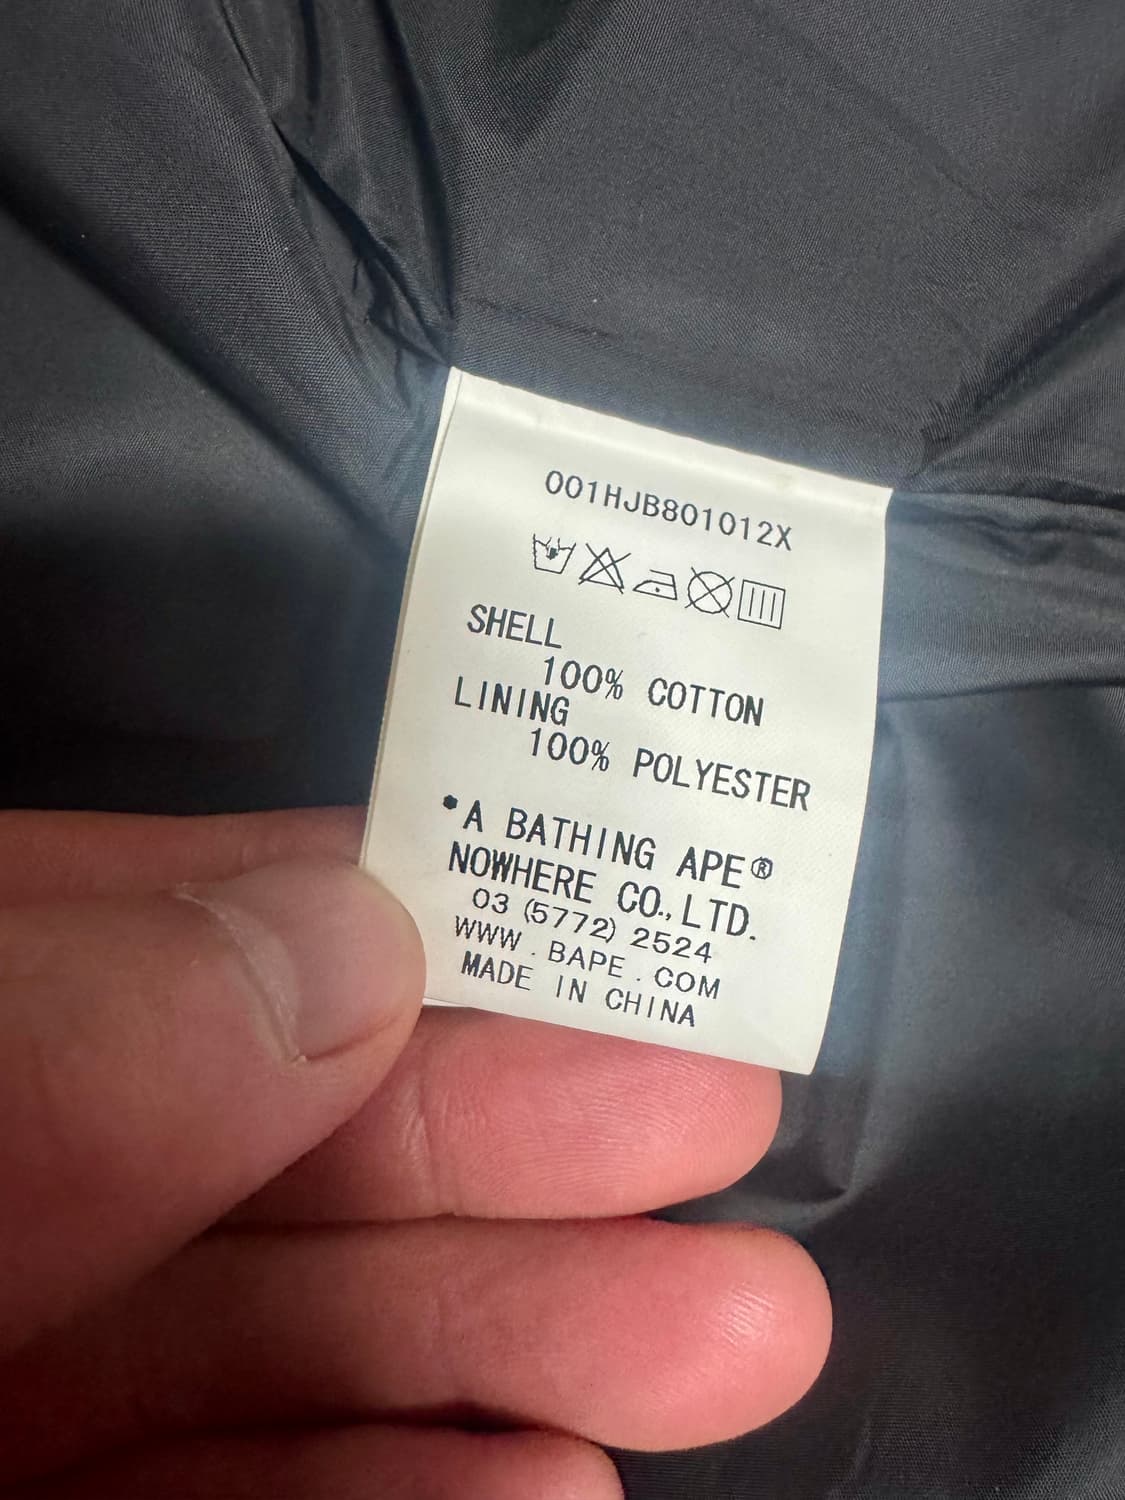 001HJB801012X
SHELL
100% COTTON
LINING
100% POLYESTER
*A BATHING APE®
NOWHERE CO., LTD.
03 (5772) 2524
WWW . BAPE . COM
MADE IN CHINA